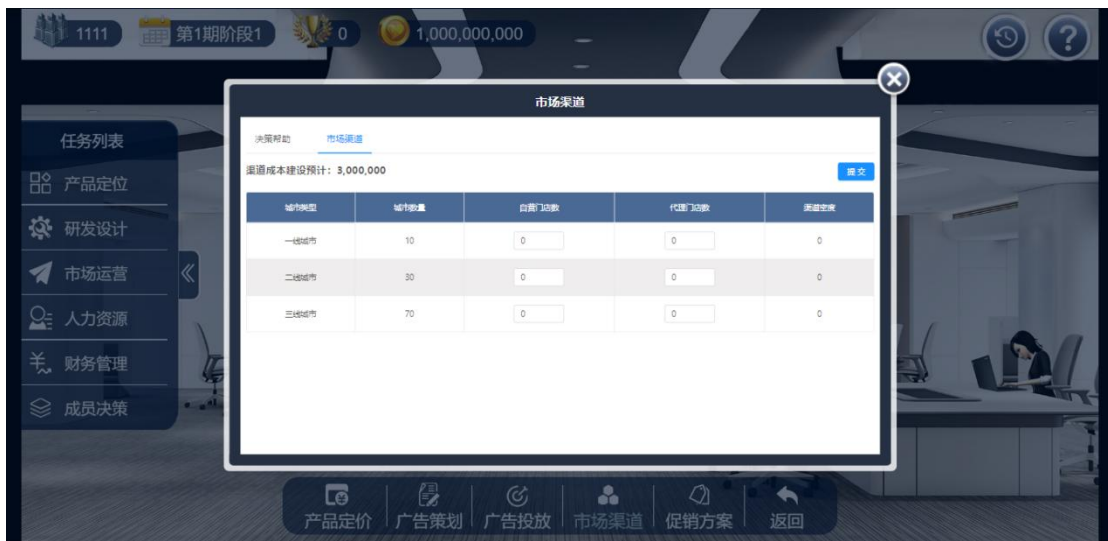 1111 第1期阶段1 0 1,000,000,000
市场渠道
任务列表
决策帮助 市场渠道
渠道成本建设预计：3,000,000 提交
产品定位
城市类型 城市数量 自营门店数 代理门店数 渠道密度
研发设计
一线城市 10 0 0 0
市场运营
二线城市 30 0 0 0
人力资源
三线城市 70 0 0 0
财务管理
成员决策
产品定价 广告策划 广告投放 市场渠道 促销方案 返回